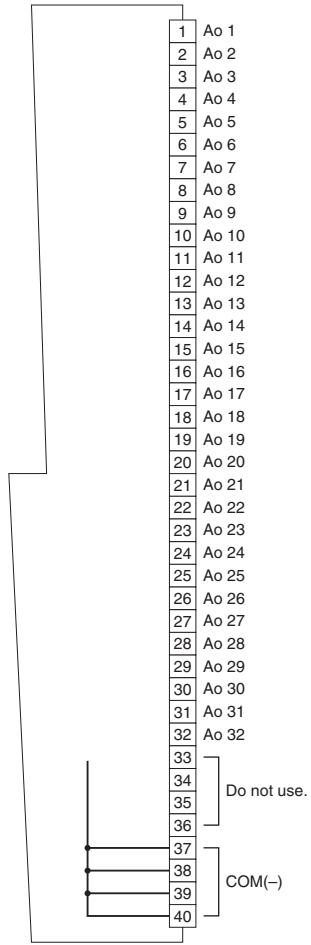 1 Ao 1
2 Ao 2
3 Ao 3
4 Ao 4
5 Ao 5
6 Ao 6
7 Ao 7
8 Ao 8
9 Ao 9
10 Ao 10
11 Ao 11
12 Ao 12
13 Ao 13
14 Ao 14
15 Ao 15
16 Ao 16
17 Ao 17
18 Ao 18
19 Ao 19
20 Ao 20
21 Ao 21
22 Ao 22
23 Ao 23
24 Ao 24
25 Ao 25
26 Ao 26
27 Ao 27
28 Ao 28
29 Ao 29
30 Ao 30
31 Ao 31
32 Ao 32
33
34
Do not use.
35
36
37
38
COM(–)
39
40